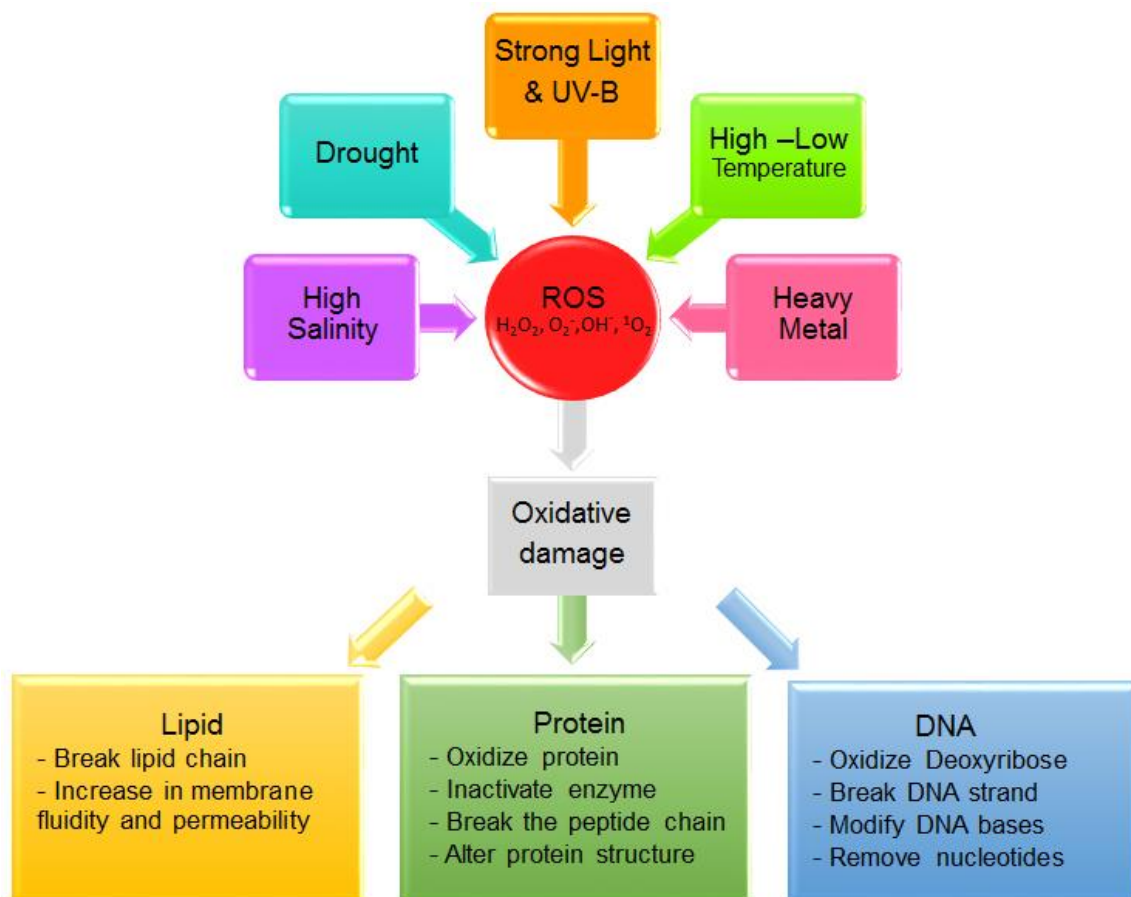 Strong Light
& UV-B
Drought
High –Low
Temperature
High
Salinity
ROS
H₂O₂, O₂⁻,OH⁻, ¹O₂
Heavy
Metal
Oxidative
damage
Lipid
- Break lipid chain
- Increase in membrane
fluidity and permeability
Protein
- Oxidize protein
- Inactivate enzyme
- Break the peptide chain
- Alter protein structure
DNA
- Oxidize Deoxyribose
- Break DNA strand
- Modify DNA bases
- Remove nucleotides